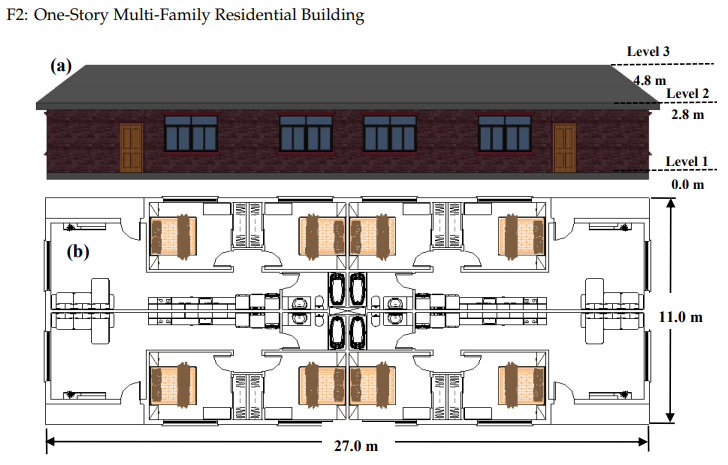 F2: One-Story Multi-Family Residential Building
(a)
Level 3
4.8 m
Level 2
2.8 m
Level 1
0.0 m
(b)
11.0 m
27.0 m